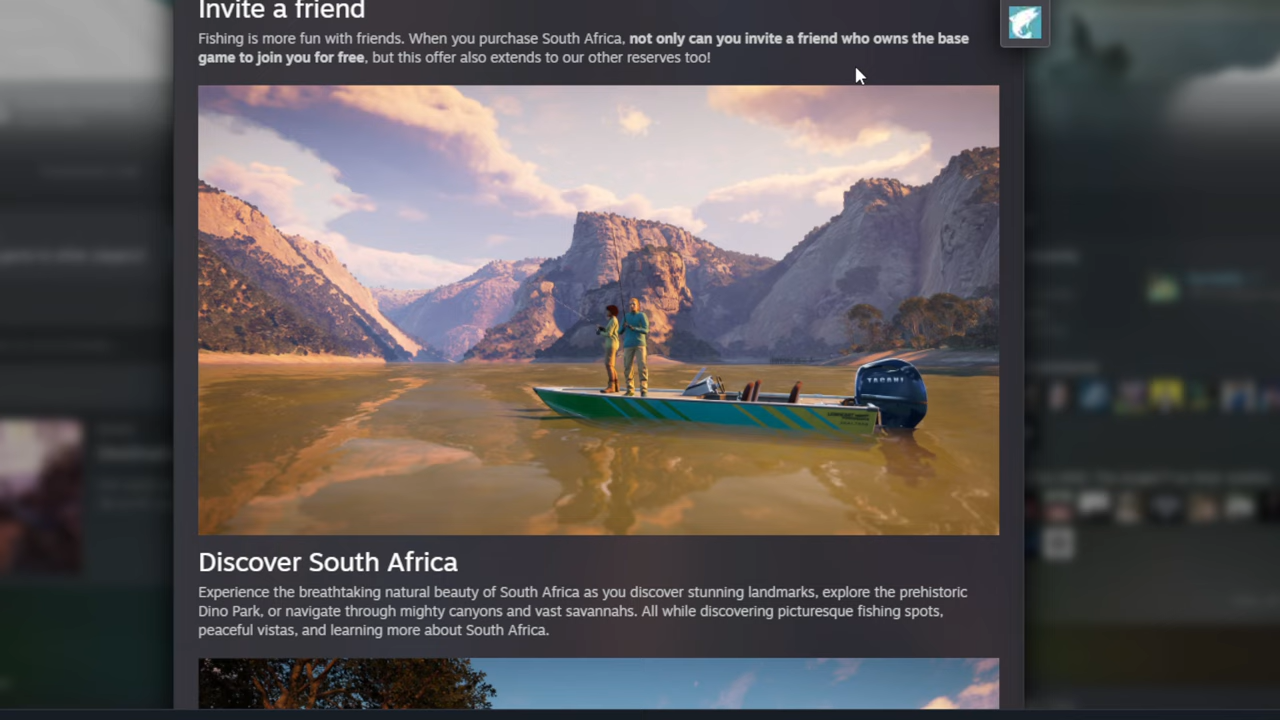 Invite a friend
Fishing is more fun with friends. When you purchase South Africa, not only can you invite a friend who owns the base
game to join you for free, but this offer also extends to our other reserves too!
TAGANI
Discover South Africa
Experience the breathtaking natural beauty of South Africa as you discover stunning landmarks, explore the prehistoric
Dino Park, or navigate through mighty canyons and vast savannahs. All while discovering picturesque fishing spots,
peaceful vistas, and learning more about South Africa.